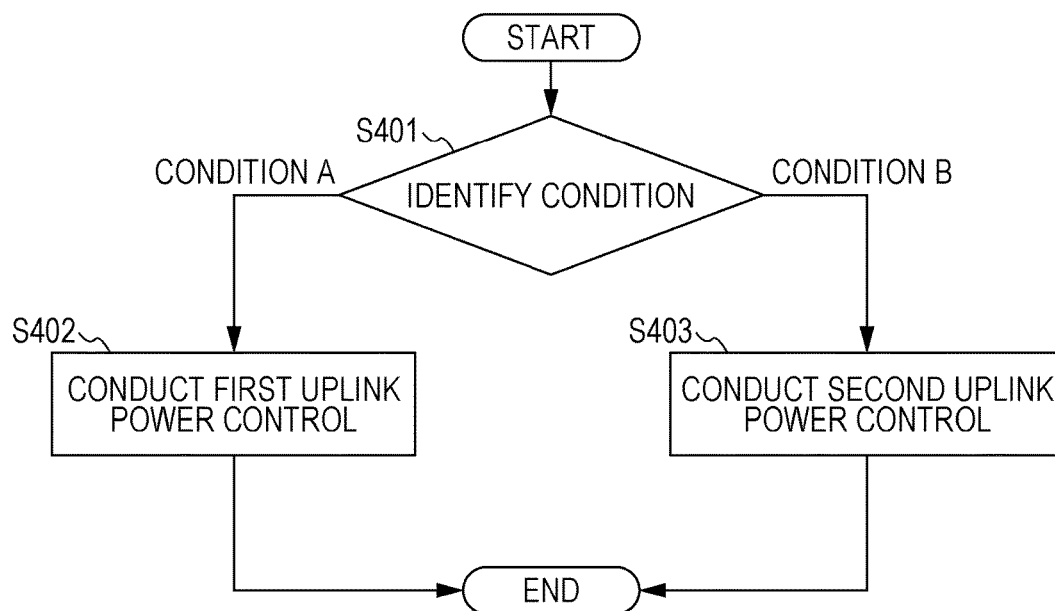 START
S401
CONDITION A
IDENTIFY CONDITION
CONDITION B
S402
CONDUCT FIRST UPLINK
POWER CONTROL
S403
CONDUCT SECOND UPLINK
POWER CONTROL
END